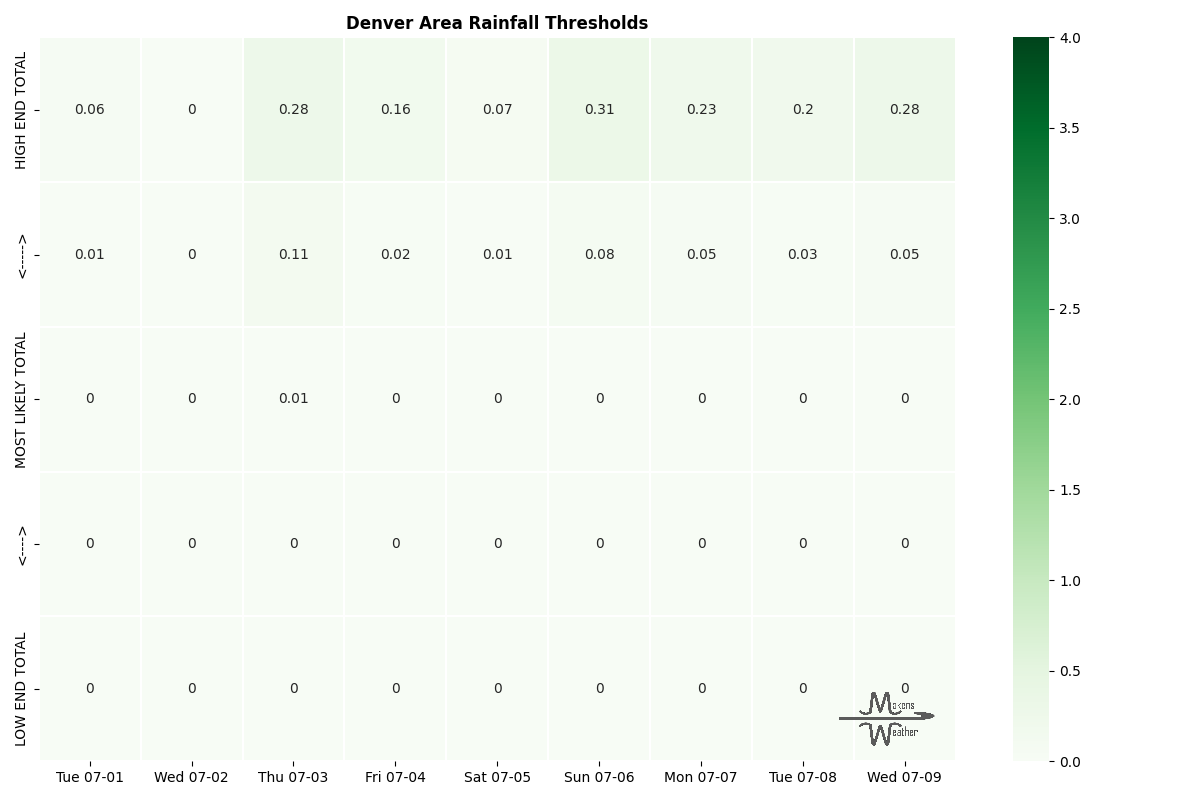 Denver Area Rainfall Thresholds
HIGH END TOTAL
0.06 0 0.28 0.16 0.07 0.31 0.23 0.2 0.28
<----->
0.01 0 0.11 0.02 0.01 0.08 0.05 0.03 0.05
MOST LIKELY TOTAL
0 0 0.01 0 0 0 0 0 0
<---->
0 0 0 0 0 0 0 0 0
LOW END TOTAL
0 0 0 0 0 0 0 0 0
Makens
Weather
Tue 07-01 Wed 07-02 Thu 07-03 Fri 07-04 Sat 07-05 Sun 07-06 Mon 07-07 Tue 07-08 Wed 07-09
4.0
3.5
3.0
2.5
2.0
1.5
1.0
0.5
0.0